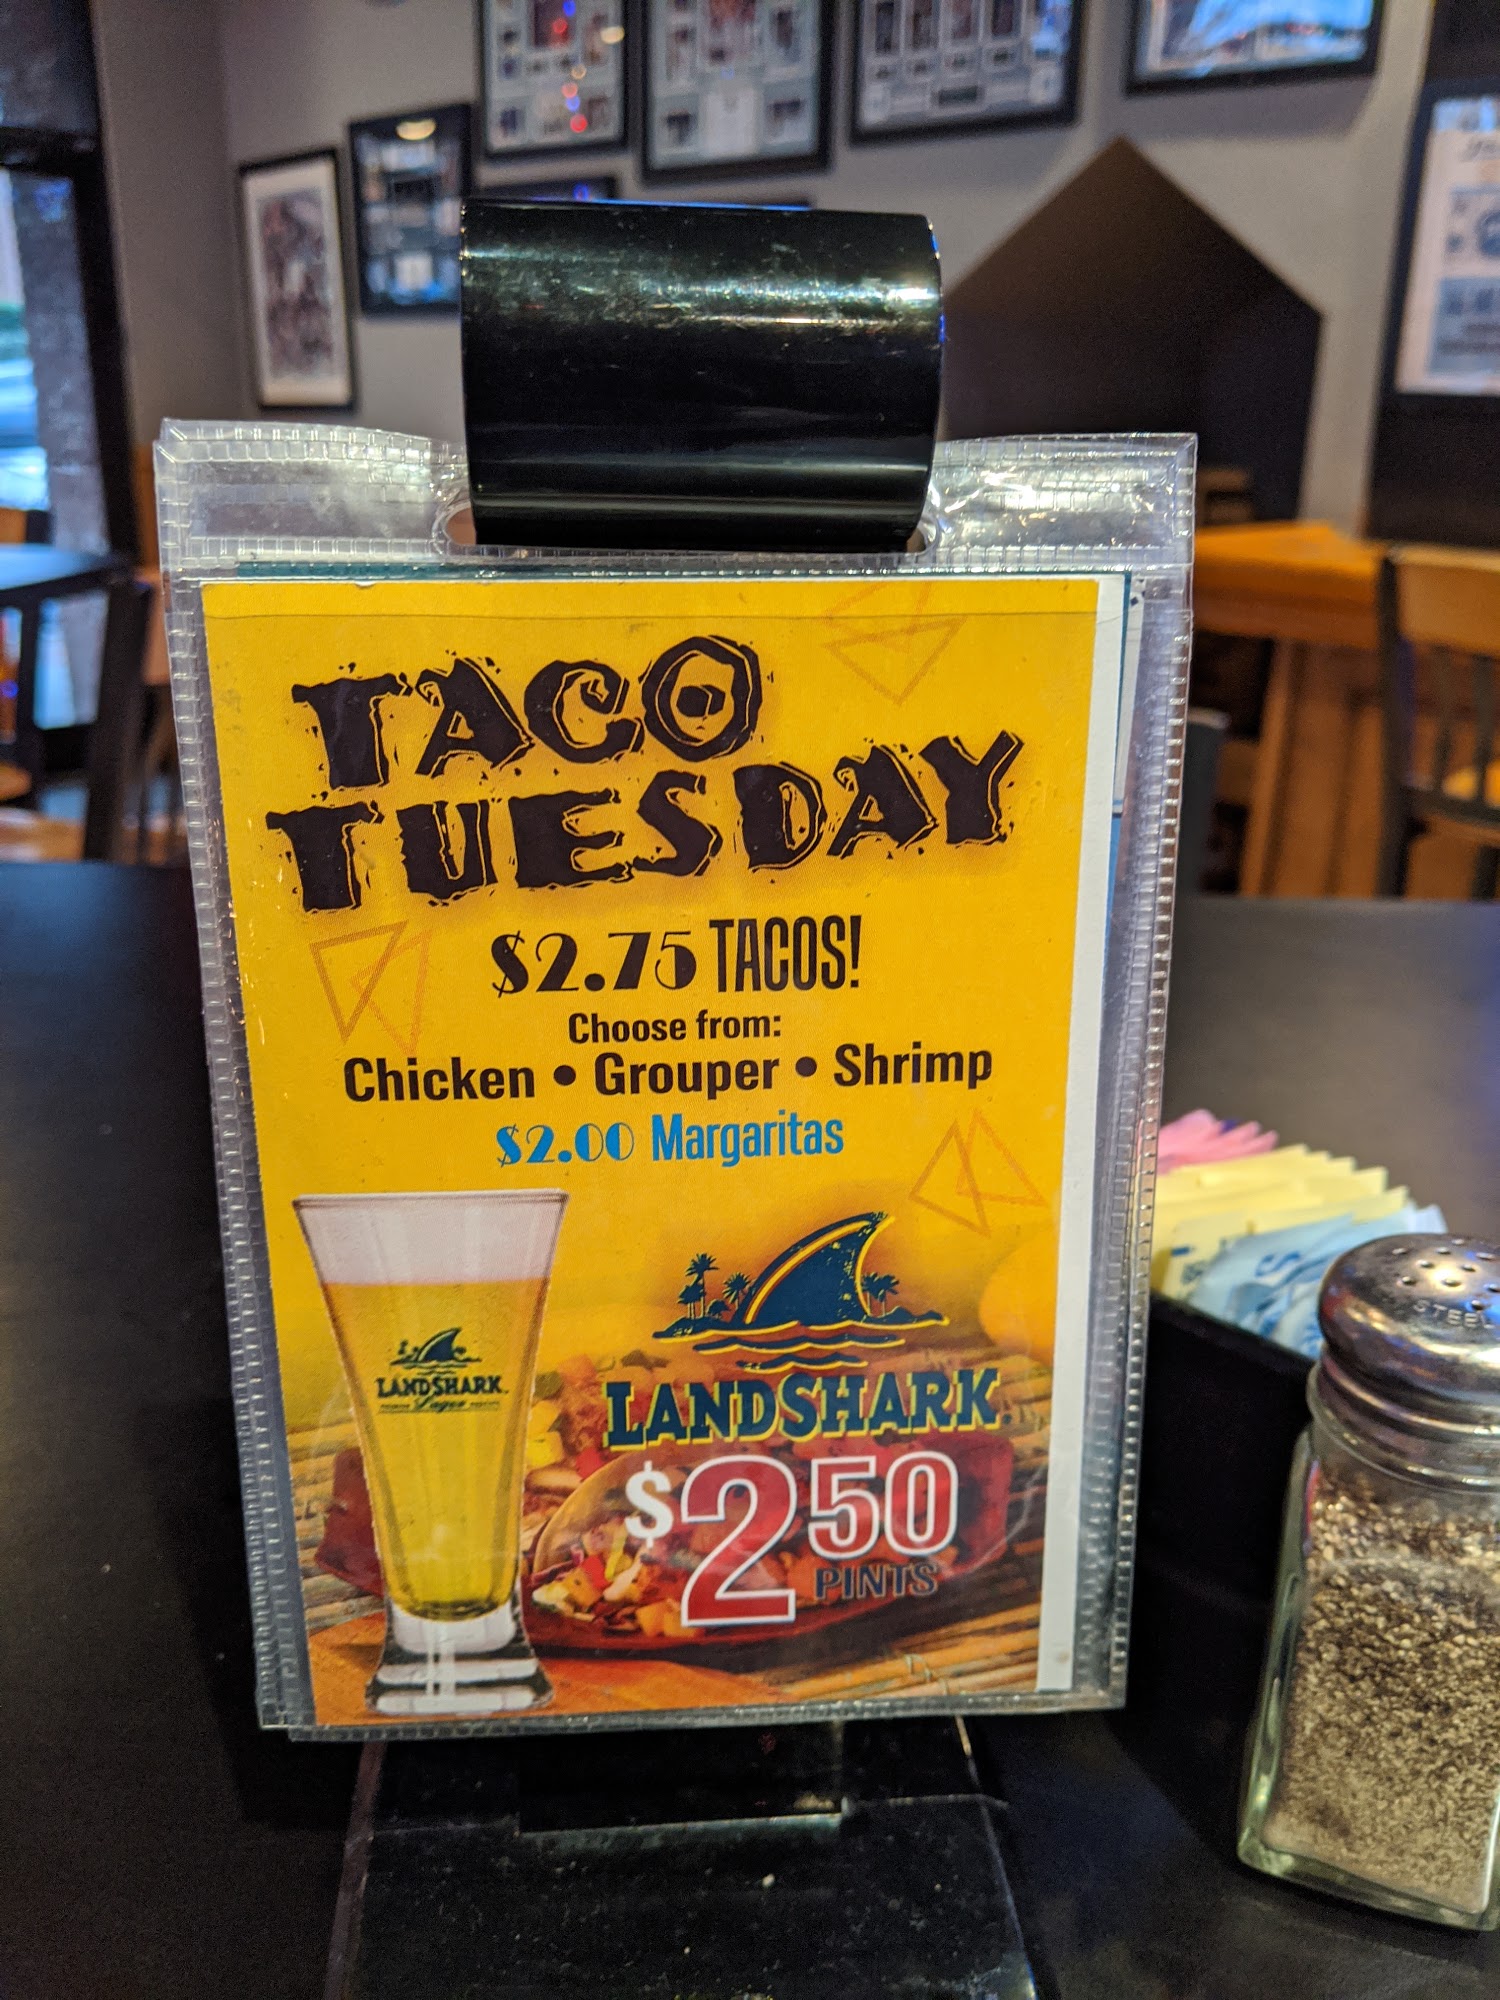 TACO
TUESDAY
$2.75 TACOS!
Choose from:
Chicken • Grouper • Shrimp
$2.00 Margaritas
LANDSHARK.
Lager
LANDSHARK.
$2.50
PINTS